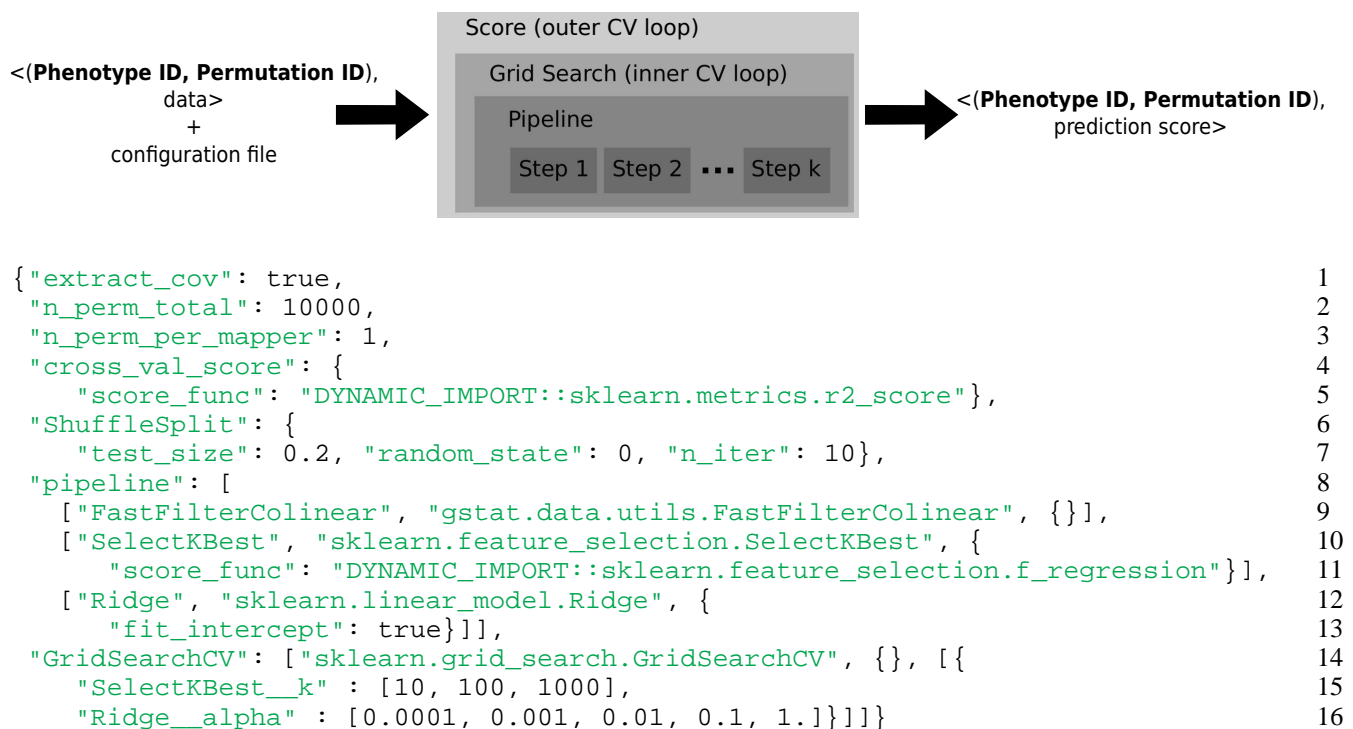 Score (outer CV loop)
<(Phenotype ID, Permutation ID),
data>
+
configuration file
Grid Search (inner CV loop)
Pipeline
Step 1 Step 2 ... Step k
<(Phenotype ID, Permutation ID),
prediction score>
{"extract_cov": true, 1
"n_perm_total": 10000, 2
"n_perm_per_mapper": 1, 3
"cross_val_score": { 4
"score_func": "DYNAMIC_IMPORT::sklearn.metrics.r2_score"}, 5
"ShuffleSplit": { 6
"test_size": 0.2, "random_state": 0, "n_iter": 10}, 7
"pipeline": [ 8
["FastFilterColinear", "gstat.data.utils.FastFilterColinear", {}], 9
["SelectKBest", "sklearn.feature_selection.SelectKBest", { 10
"score_func": "DYNAMIC_IMPORT::sklearn.feature_selection.f_regression"}], 11
["Ridge", "sklearn.linear_model.Ridge", { 12
"fit_intercept": true}]], 13
"GridSearchCV": ["sklearn.grid_search.GridSearchCV", {}, [{ 14
"SelectKBest__k" : [10, 100, 1000], 15
"Ridge__alpha" : [0.0001, 0.001, 0.01, 0.1, 1.]}]]} 16